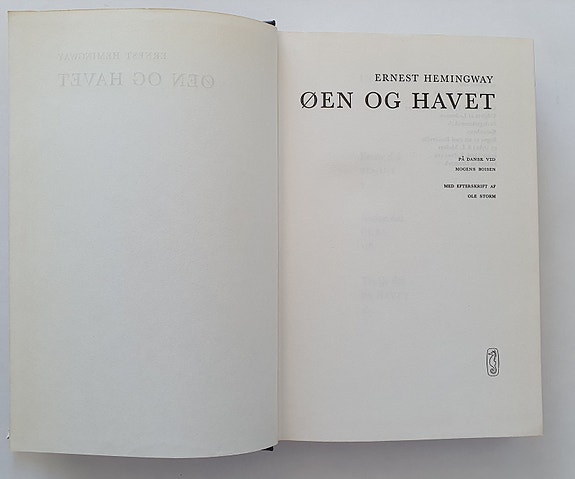 ERNEST HEMINGWAY
ØEN OG HAVET
PÅ DANSK VED
MOGENS BOISEN
MED EFTERSKRIFT AF
OLE STORM